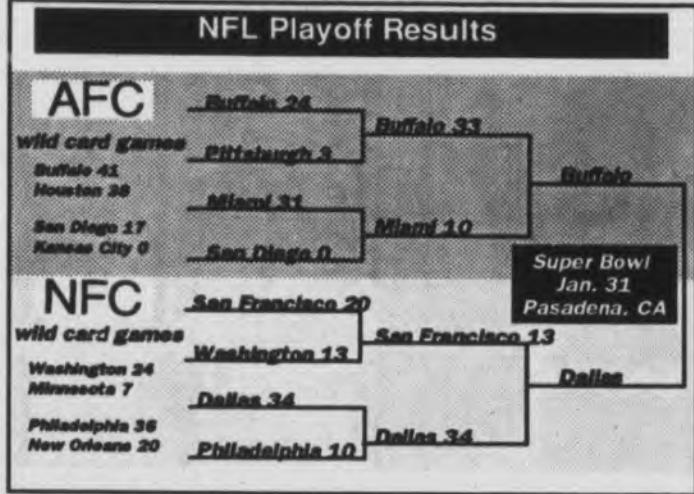 NFL Playoff Results
AFC
wild card games
Buffalo 41
Houston 38
San Diego 17
Kansas City 0
Buffalo 24
Pittsburgh 3
Miami 31
San Diego 0
Buffalo 33
Miami 10
Buffalo
Super Bowl
Jan. 31
Pasadena, CA
NFC
wild card games
Washington 24
Minnesota 7
Philadelphia 36
New Orleans 20
San Francisco 20
Washington 13
Dallas 34
Philadelphia 10
San Francisco 13
Dallas 34
Dallas